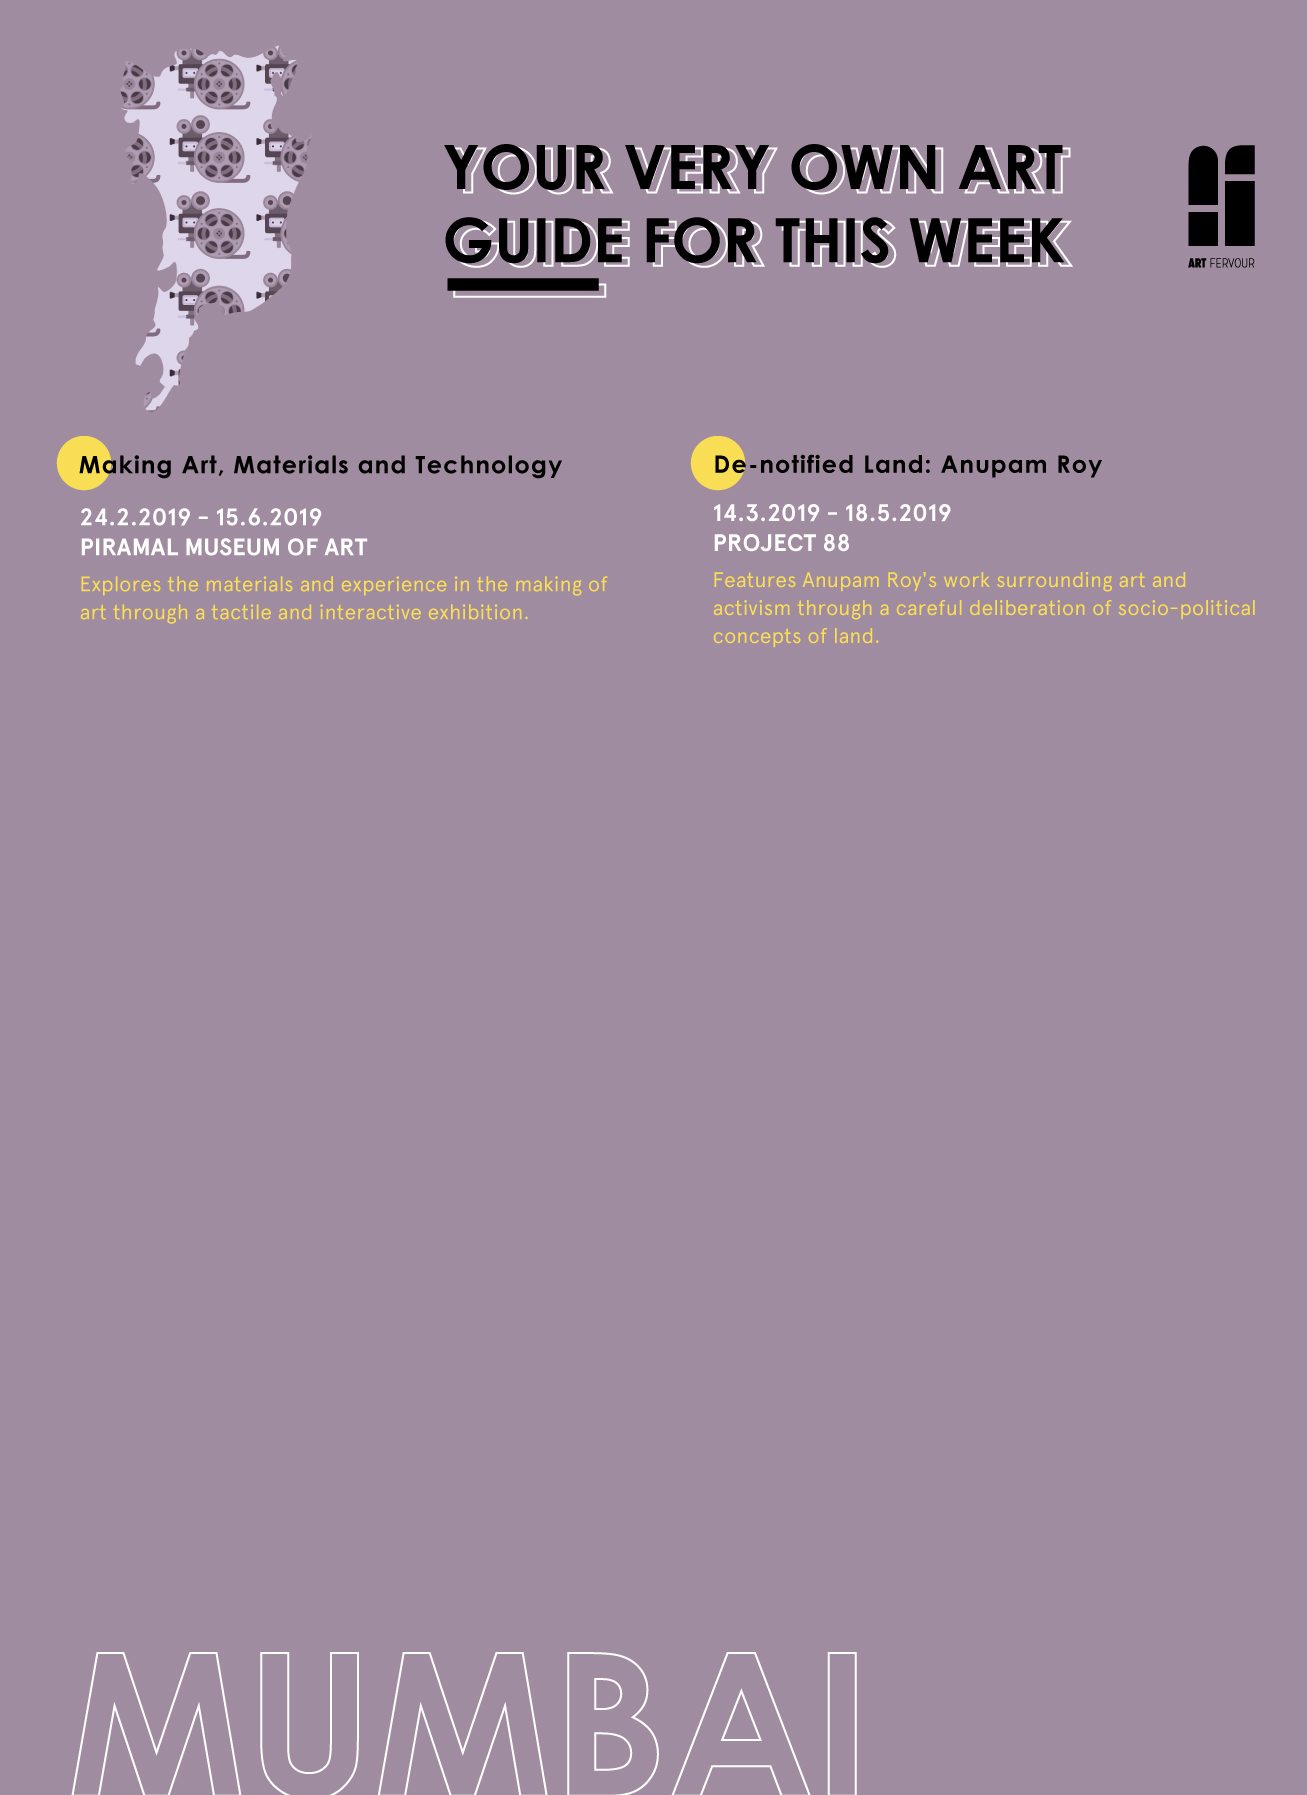 YOUR VERY OWN ART
GUIDE FOR THIS WEEK
ART FERVOUR
Making Art, Materials and Technology
24.2.2019 - 15.6.2019
PIRAMAL MUSEUM OF ART
Explores the materials and experience in the making of
art through a tactile and interactive exhibition.
De-notified Land: Anupam Roy
14.3.2019 - 18.5.2019
PROJECT 88
Features Anupam Roy's work surrounding art and
activism through a careful deliberation of socio-political
concepts of land.
MUMBAI